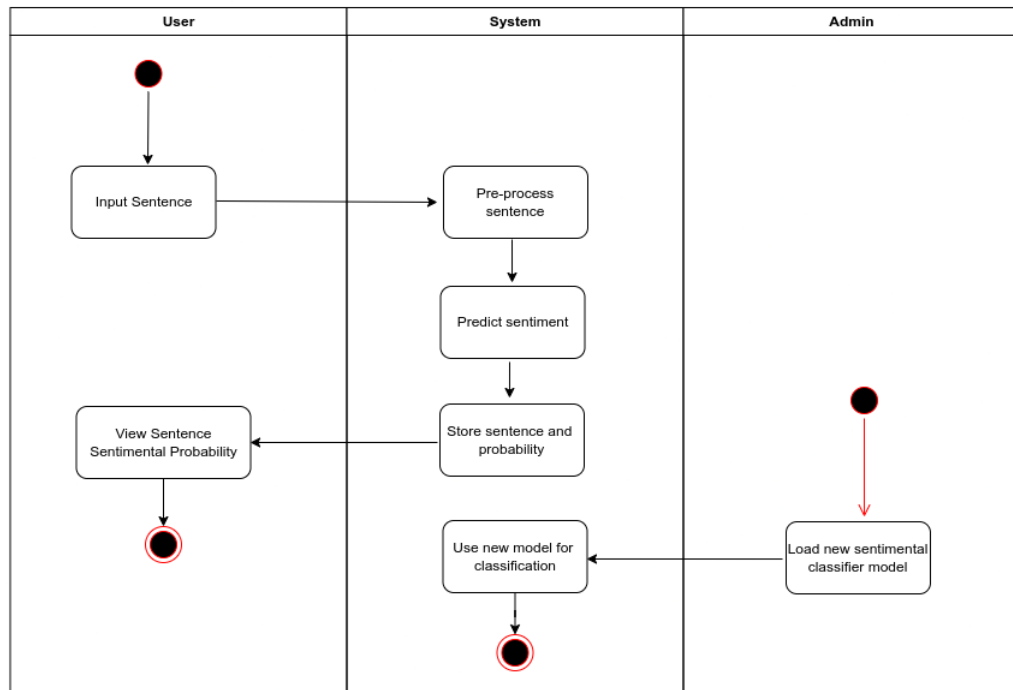 User
System
Admin
Input Sentence
Pre-process
sentence
Predict sentiment
View Sentence
Sentimental Probability
Store sentence and
probability
Use new model for
classification
Load new sentimental
classifier model